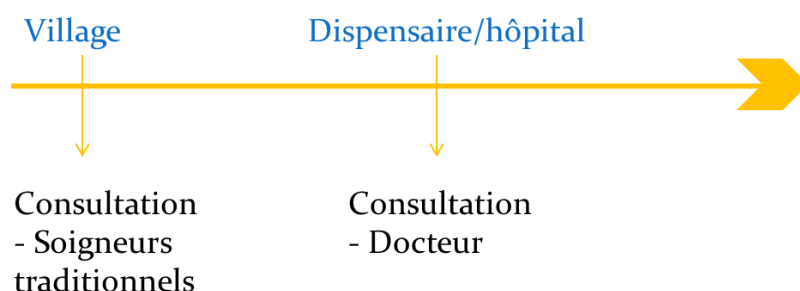 Village
Dispensaire/hôpital
Consultation
- Soigneurs
traditionnels
Consultation
- Docteur